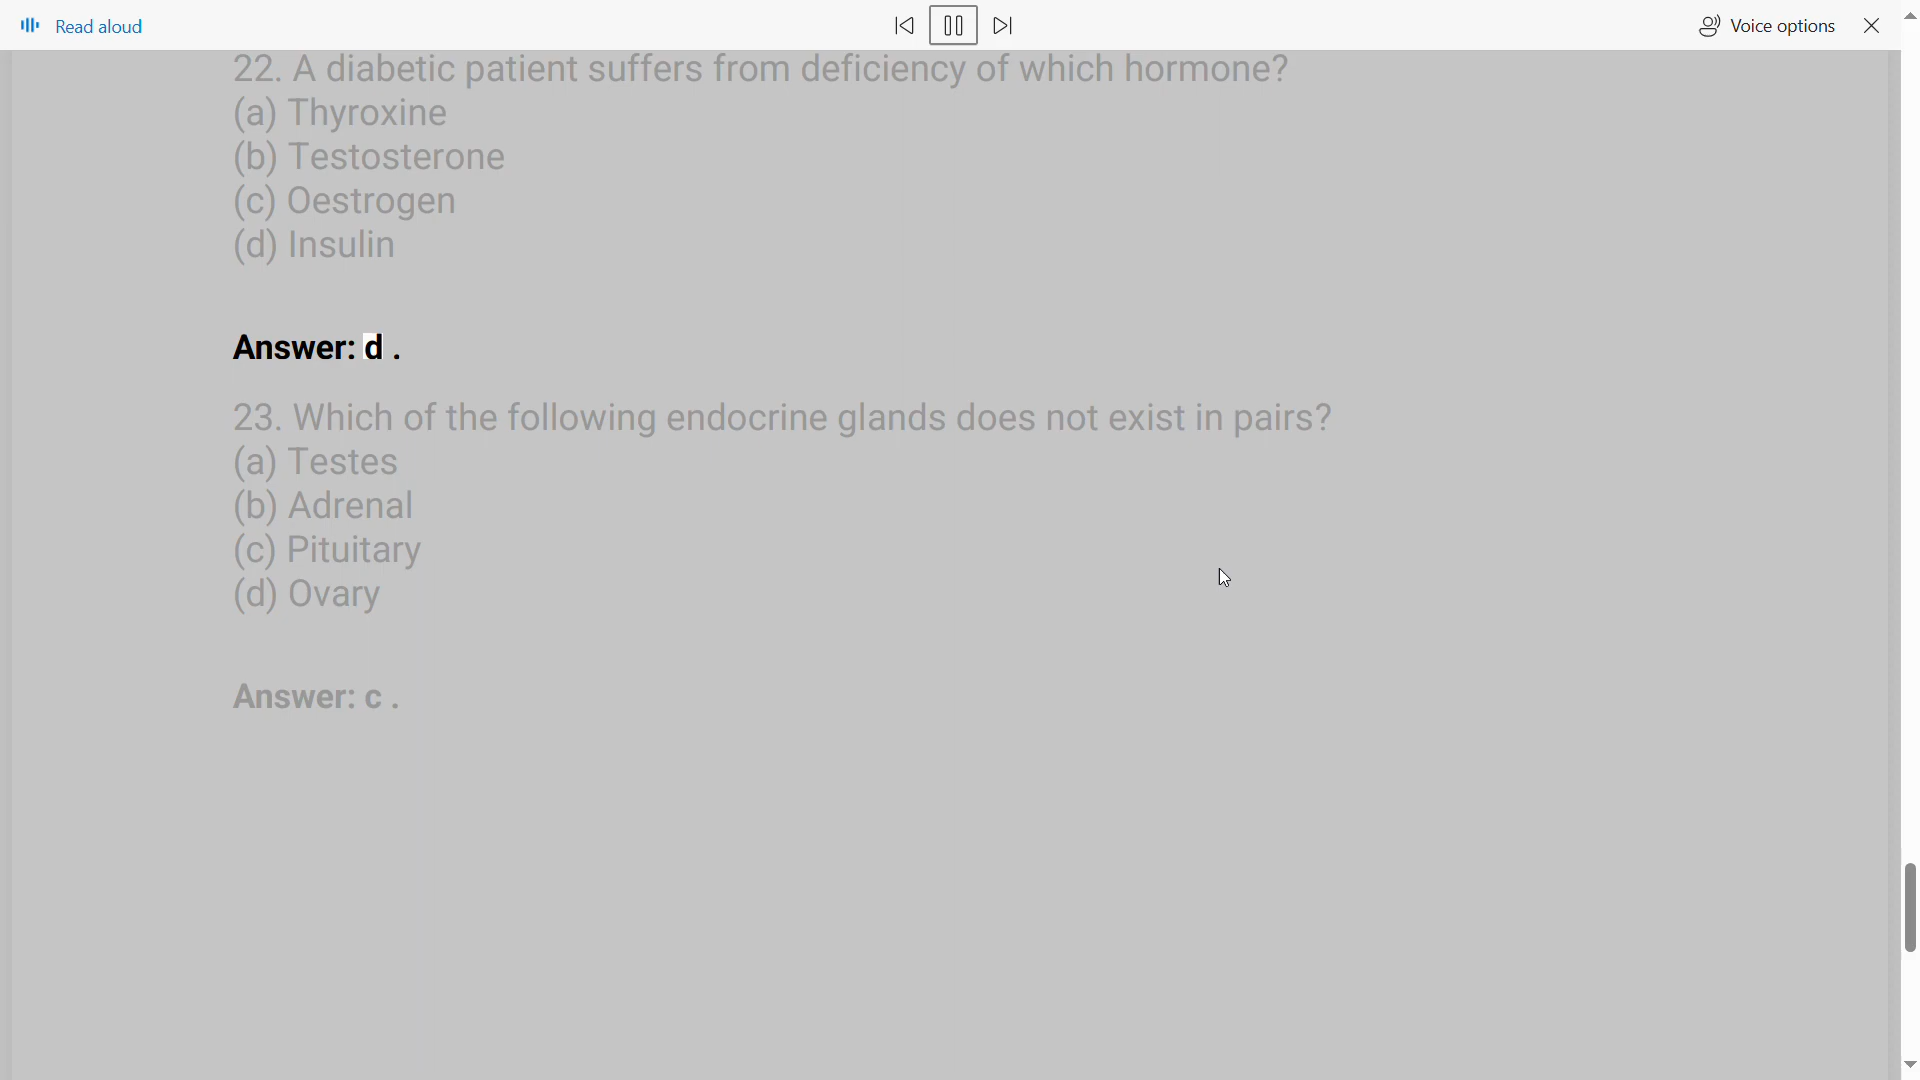 Read aloud
Voice options
22. A diabetic patient suffers from deficiency of which hormone?
(a) Thyroxine
(b) Testosterone
(c) Oestrogen
(d) Insulin
Answer: d .
23. Which of the following endocrine glands does not exist in pairs?
(a) Testes
(b) Adrenal
(c) Pituitary
(d) Ovary
Answer: c .